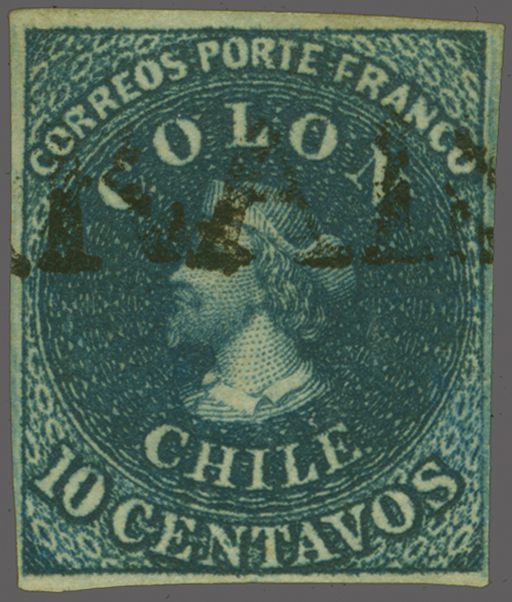 CORREOS PORTE FRANCO
COLON
CHILE
10 CENTAVOS